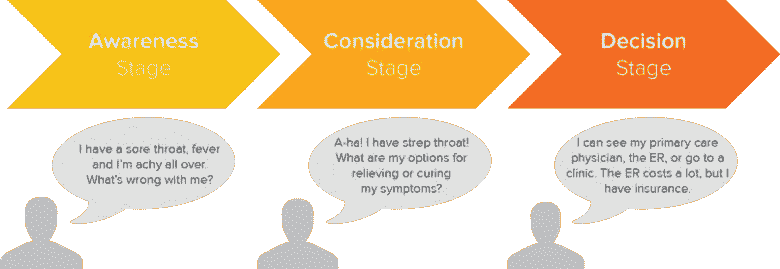 Awareness
Stage
Consideration
Stage
Decision
Stage
I have a sore throat, fever
and I'm achy all over.
What's wrong with me?
A-ha! I have strep throat!
What are my options for
relieving or curing
my symptoms?
I can see my primary care
physician, the ER, or go to a
clinic. The ER costs a lot, but I
have insurance.